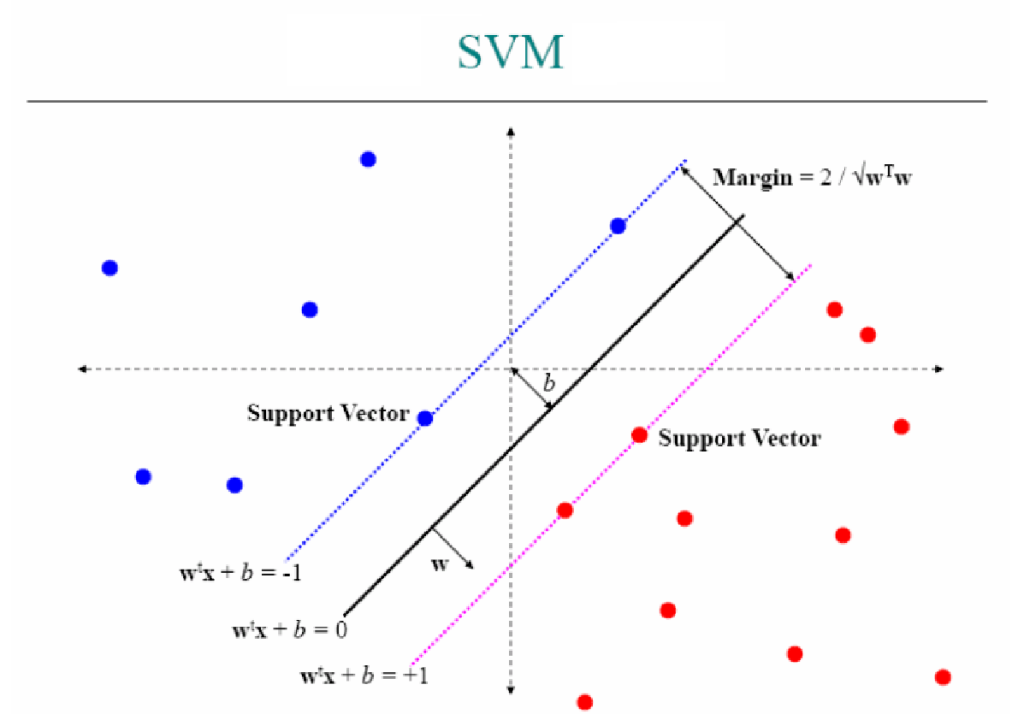 SVM
Margin = 2 / √wᵀw
b
Support Vector
Support Vector
w
wᵗx + b = -1
wᵗx + b = 0
wᵗx + b = +1